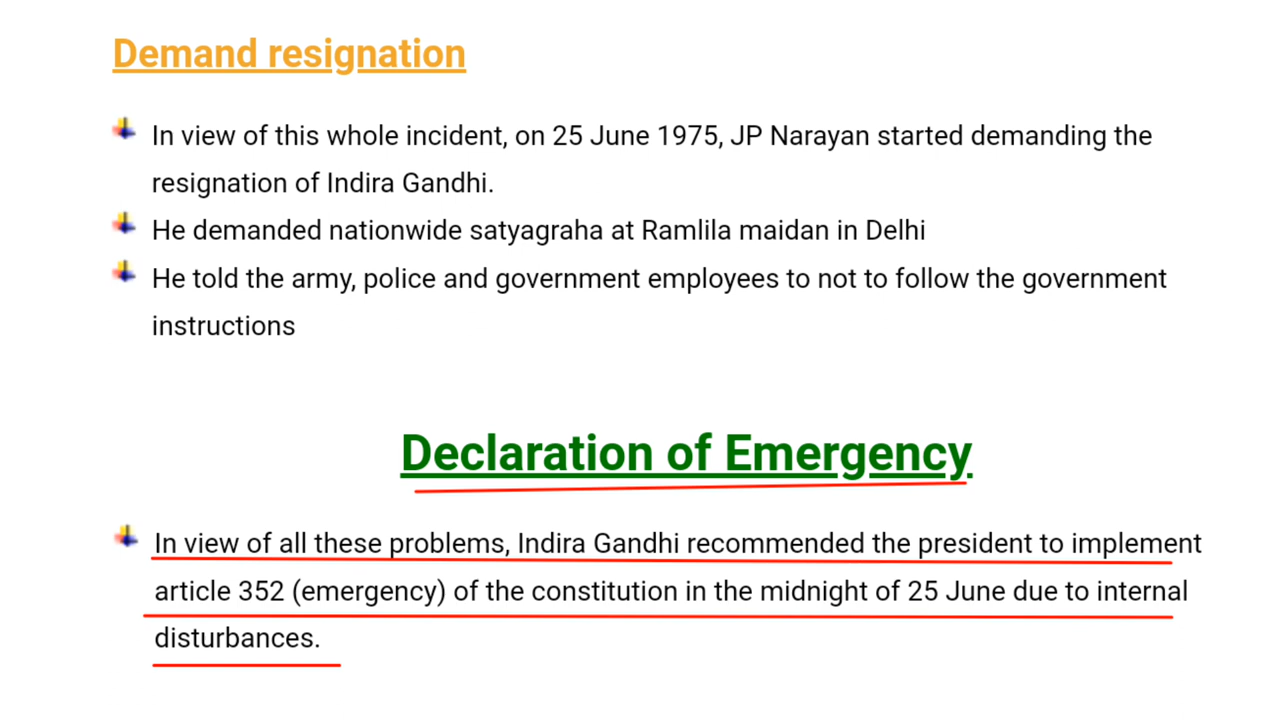 Demand resignation
In view of this whole incident, on 25 June 1975, JP Narayan started demanding the
resignation of Indira Gandhi.
He demanded nationwide satyagraha at Ramlila maidan in Delhi
He told the army, police and government employees to not to follow the government
instructions
Declaration of Emergency
In view of all these problems, Indira Gandhi recommended the president to implement
article 352 (emergency) of the constitution in the midnight of 25 June due to internal
disturbances.